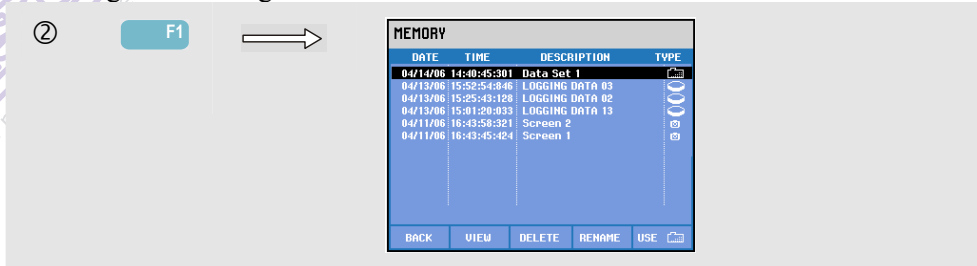 ② F1
MEMORY
DATE TIME DESCRIPTION TYPE
04/14/06 14:40:45:301 Data Set 1
04/13/06 15:52:54:846 LOGGING DATA 03
04/13/06 15:25:43:128 LOGGING DATA 02
04/13/06 15:01:20:033 LOGGING DATA 13
04/11/06 16:43:58:321 Screen 2
04/11/06 16:43:45:424 Screen 1
BACK VIEW DELETE RENAME USE